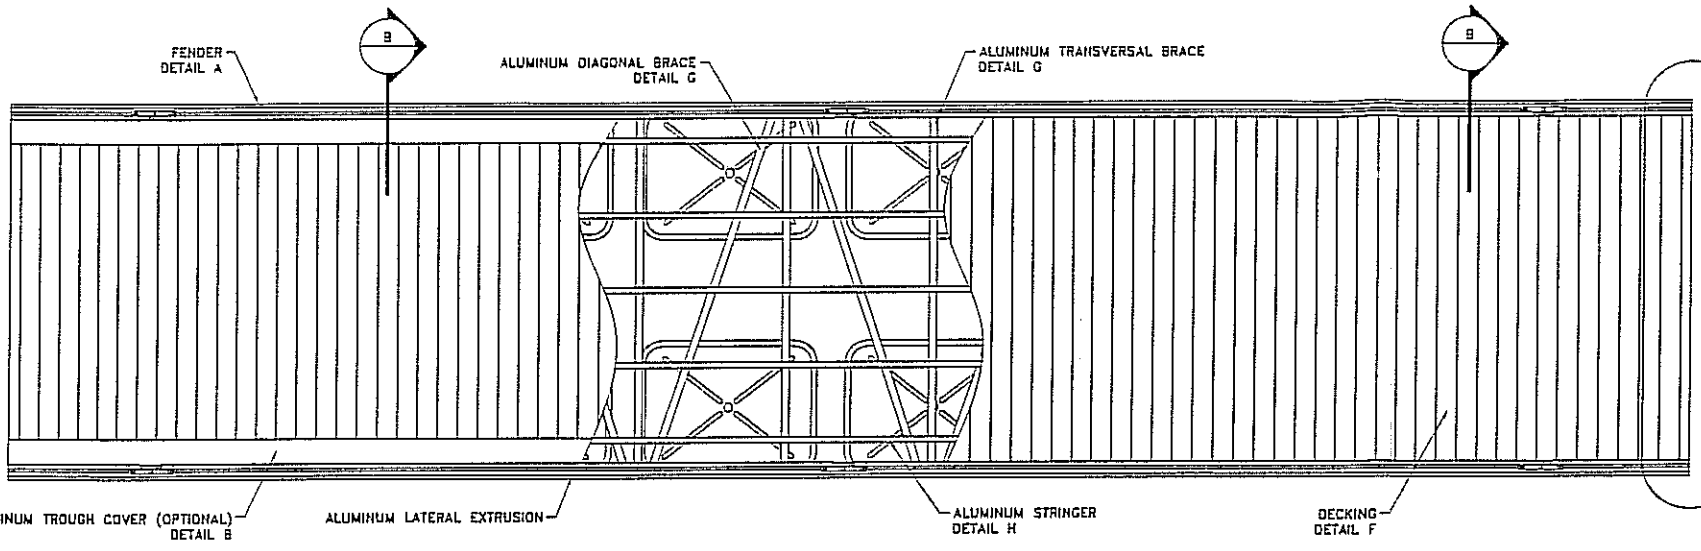 B
B
FENDER
DETAIL A
ALUMINUM DIAGONAL BRACE
DETAIL G
ALUMINUM TRANSVERSAL BRACE
DETAIL G
INUM TROUGH COVER (OPTIONAL)
DETAIL B
ALUMINUM LATERAL EXTRUSION
ALUMINUM STRINGER
DETAIL H
DECKING
DETAIL F